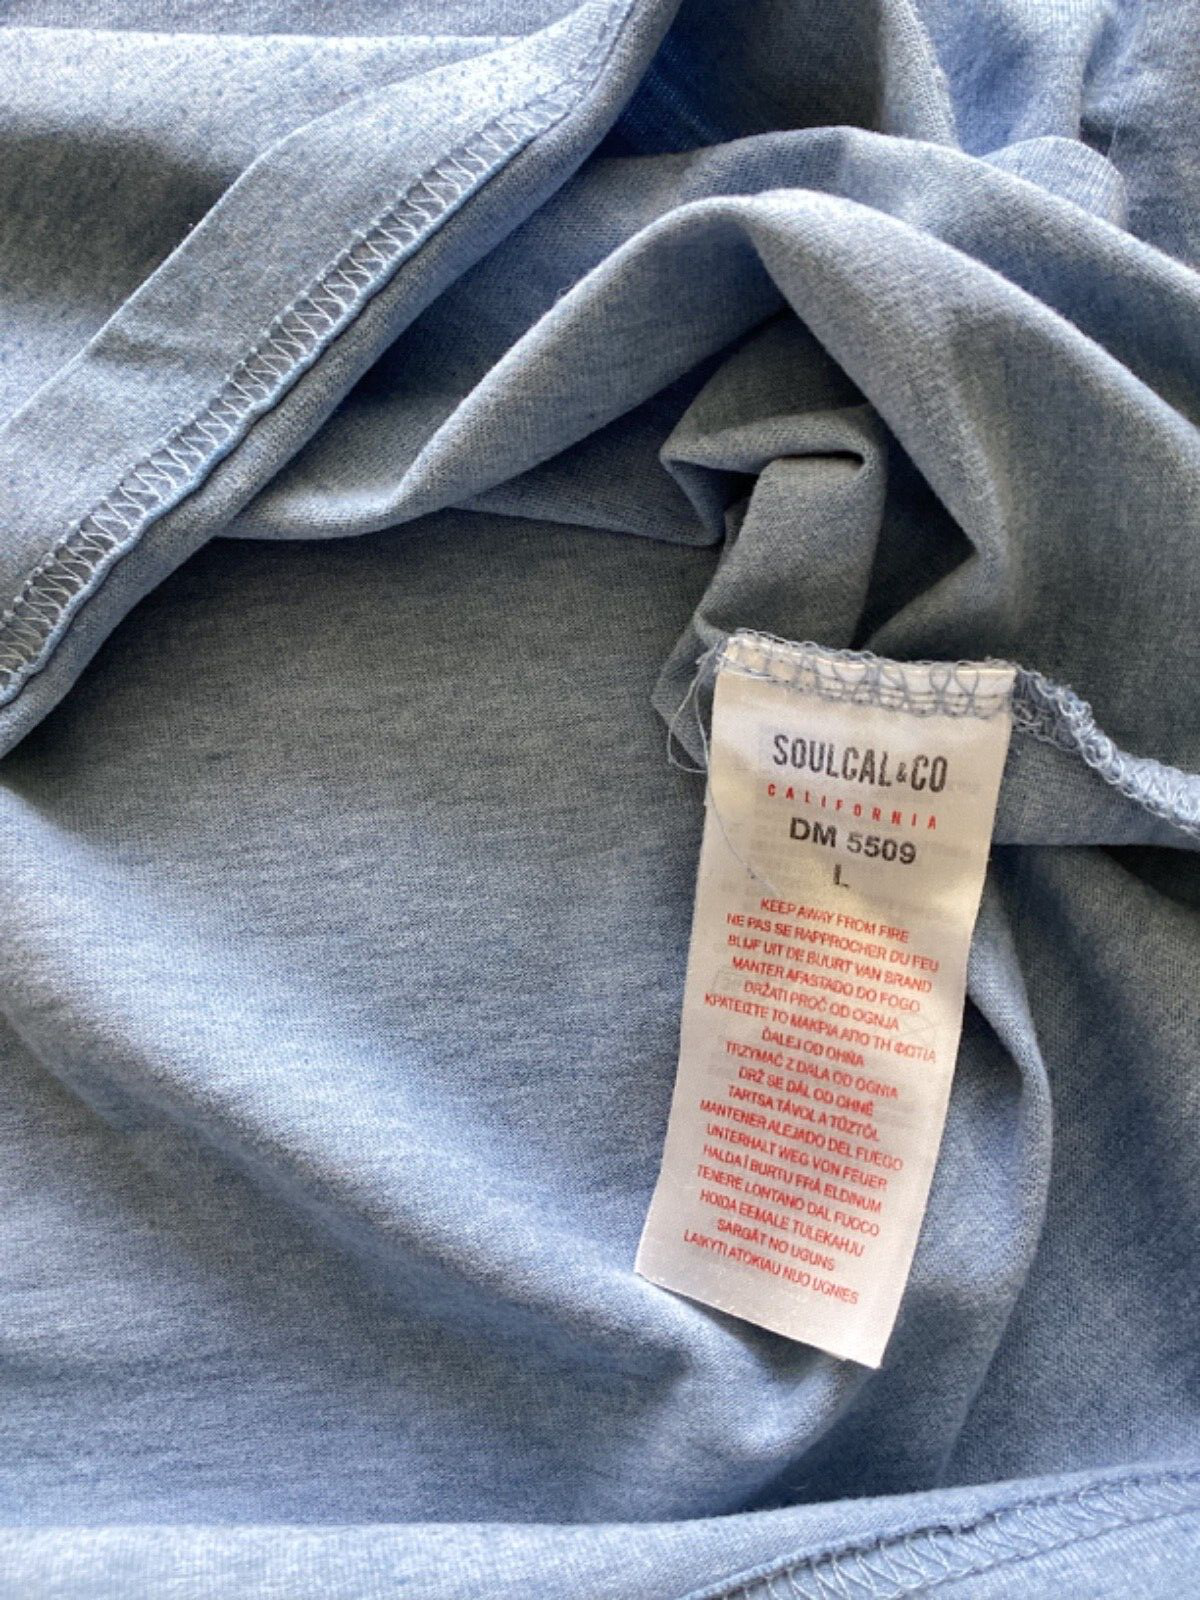 SOULCAL&CO
CALIFORNIA
DM 5509
L
KEEP AWAY FROM FIRE
NE PAS SE RAPPROCHER DU FEU
BLIJF UIT DE BUURT VAN BRAND
MANTER AFASTADO DO FOGO
DRŽATI PROČ OD OGNJA
ΚΡΑΤΕΙΣΤΕ ΤΟ ΜΑΚΡΙΑ ΑΠΟ ΤΗ ΦΩΤΙΑ
ĎALEJ OD OHŇA
TRZYMAĆ Z DALA OD OGNIA
DRŽ SE DÁL OD OHNĚ
TARTSA TÁVOL A TŰZTŐL
MANTENER ALEJADO DEL FUEGO
UNTERHALT WEG VON FEUER
HALDA Í BURTU FRÁ ELDINUM
TENERE LONTANO DAL FUOCO
HOIDA EEMALE TULEKAHJU
SARGĀT NO UGUNS
LAIKYTI ATOKIAU NUO UGNIES